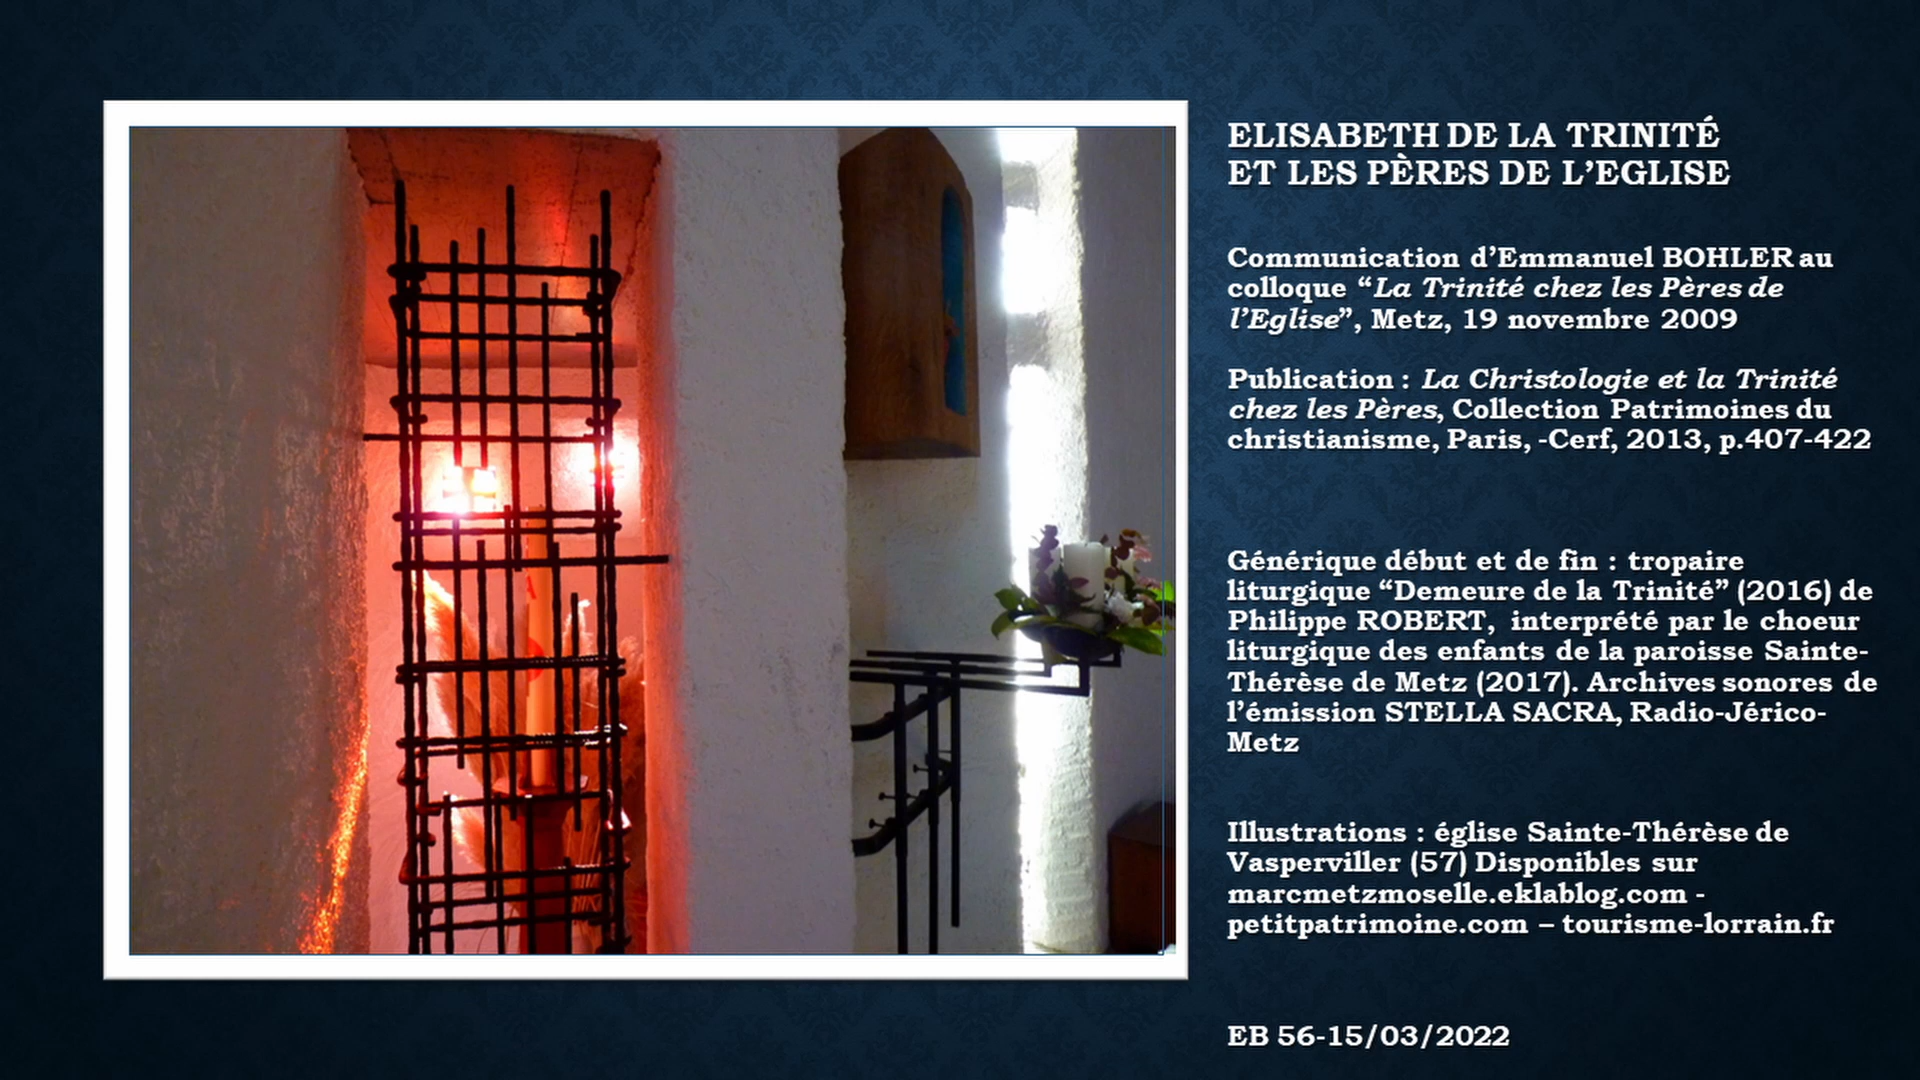 ELISABETH DE LA TRINITÉ
ET LES PÈRES DE L’EGLISE
Communication d’Emmanuel BOHLER au
colloque “La Trinité chez les Pères de
l’Eglise”, Metz, 19 novembre 2009
Publication : La Christologie et la Trinité
chez les Pères, Collection Patrimoines du
christianisme, Paris, -Cerf, 2013, p.407-422
Générique début et de fin : tropaire
liturgique “Demeure de la Trinité” (2016) de
Philippe ROBERT, interprété par le choeur
liturgique des enfants de la paroisse Sainte-
Thérèse de Metz (2017). Archives sonores de
l’émission STELLA SACRA, Radio-Jérico-
Metz
Illustrations : église Sainte-Thérèse de
Vasperviller (57) Disponibles sur
marcmetzmoselle.eklablog.com -
petitpatrimoine.com – tourisme-lorrain.fr
EB 56-15/03/2022